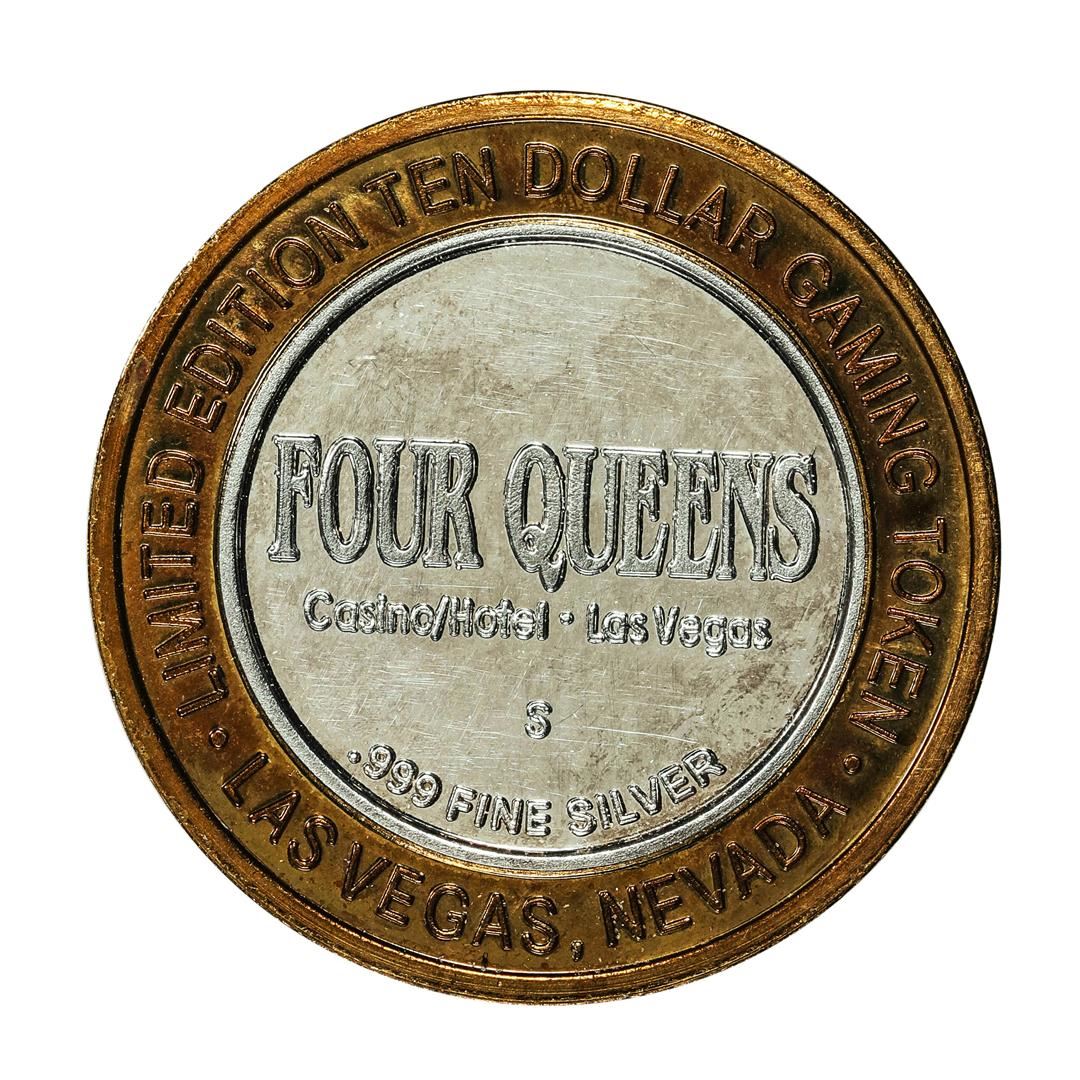 LIMITED EDITION TEN DOLLAR GAMING TOKEN
FOUR QUEENS
Casino/Hotel · Las Vegas
S
.999 FINE SILVER
· LAS VEGAS, NEVADA ·